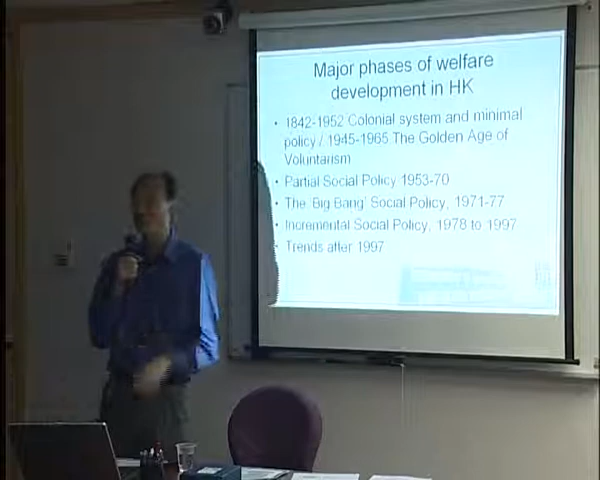 Major phases of welfare
development in HK
• 1842-1952 Colonial system and minimal
policy / 1945-1965 The Golden Age of
Voluntarism
• Partial Social Policy 1953-70
• The 'Big Bang' Social Policy, 1971-77
• Incremental Social Policy, 1978 to 1997
• Trends after 1997